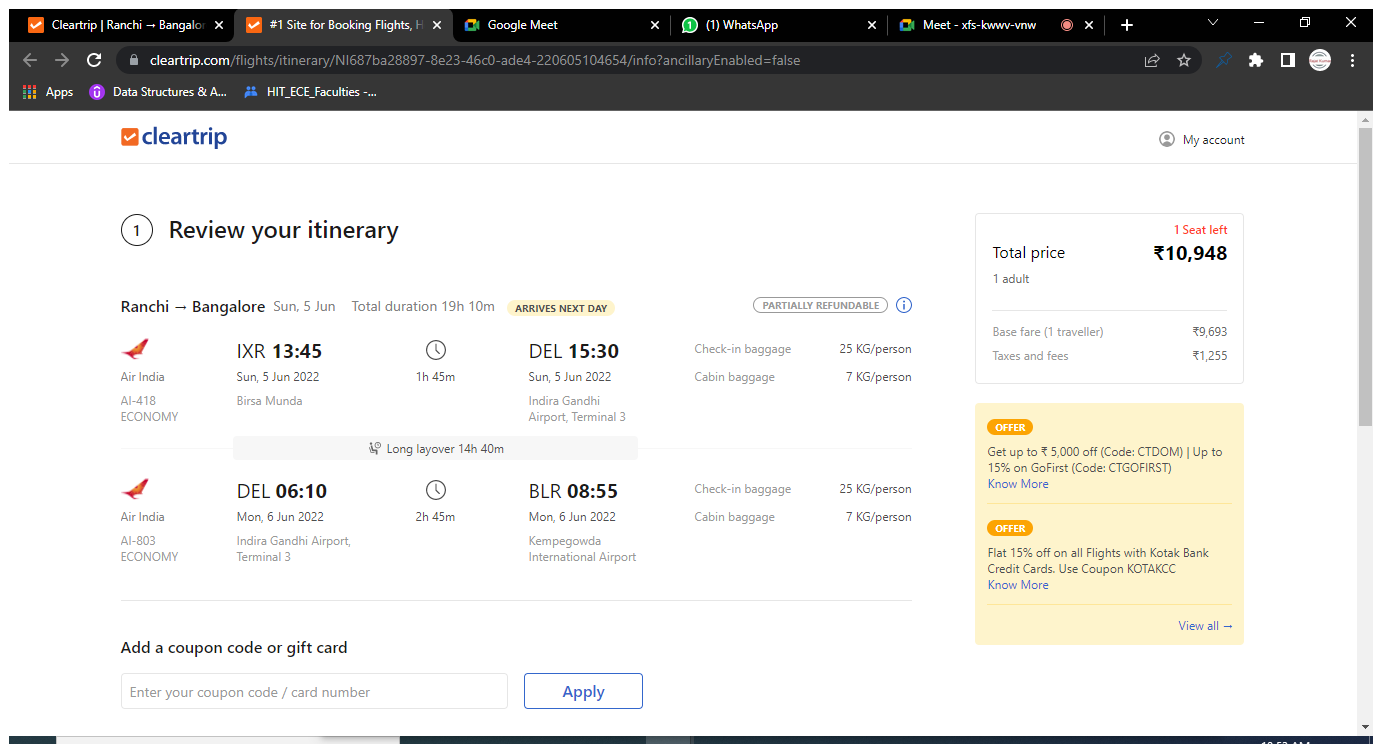 Cleartrip | Ranchi → Bangalor
#1 Site for Booking Flights, H
Google Meet
(1) WhatsApp
Meet - xfs-kwwv-vnw
cleartrip.com/flights/itinerary/NI687ba28897-8e23-46c0-ade4-220605104654/info?ancillaryEnabled=false
Apps
Data Structures & A...
HIT_ECE_Faculties -...
cleartrip
My account
1 Review your itinerary
Ranchi → Bangalore Sun, 5 Jun Total duration 19h 10m ARRIVES NEXT DAY PARTIALLY REFUNDABLE
IXR 13:45 DEL 15:30 Check-in baggage 25 KG/person
Air India Sun, 5 Jun 2022 1h 45m Sun, 5 Jun 2022 Cabin baggage 7 KG/person
AI-418 Birsa Munda Indira Gandhi
ECONOMY Airport, Terminal 3
Long layover 14h 40m
DEL 06:10 BLR 08:55 Check-in baggage 25 KG/person
Air India Mon, 6 Jun 2022 2h 45m Mon, 6 Jun 2022 Cabin baggage 7 KG/person
AI-803 Indira Gandhi Airport, Kempegowda
ECONOMY Terminal 3 International Airport
Add a coupon code or gift card
Enter your coupon code / card number Apply
1 Seat left
Total price ₹10,948
1 adult
Base fare (1 traveller) ₹9,693
Taxes and fees ₹1,255
OFFER
Get up to ₹ 5,000 off (Code: CTDOM) | Up to
15% on GoFirst (Code: CTGOFIRST)
Know More
OFFER
Flat 15% off on all Flights with Kotak Bank
Credit Cards. Use Coupon KOTAKCC
Know More
View all →